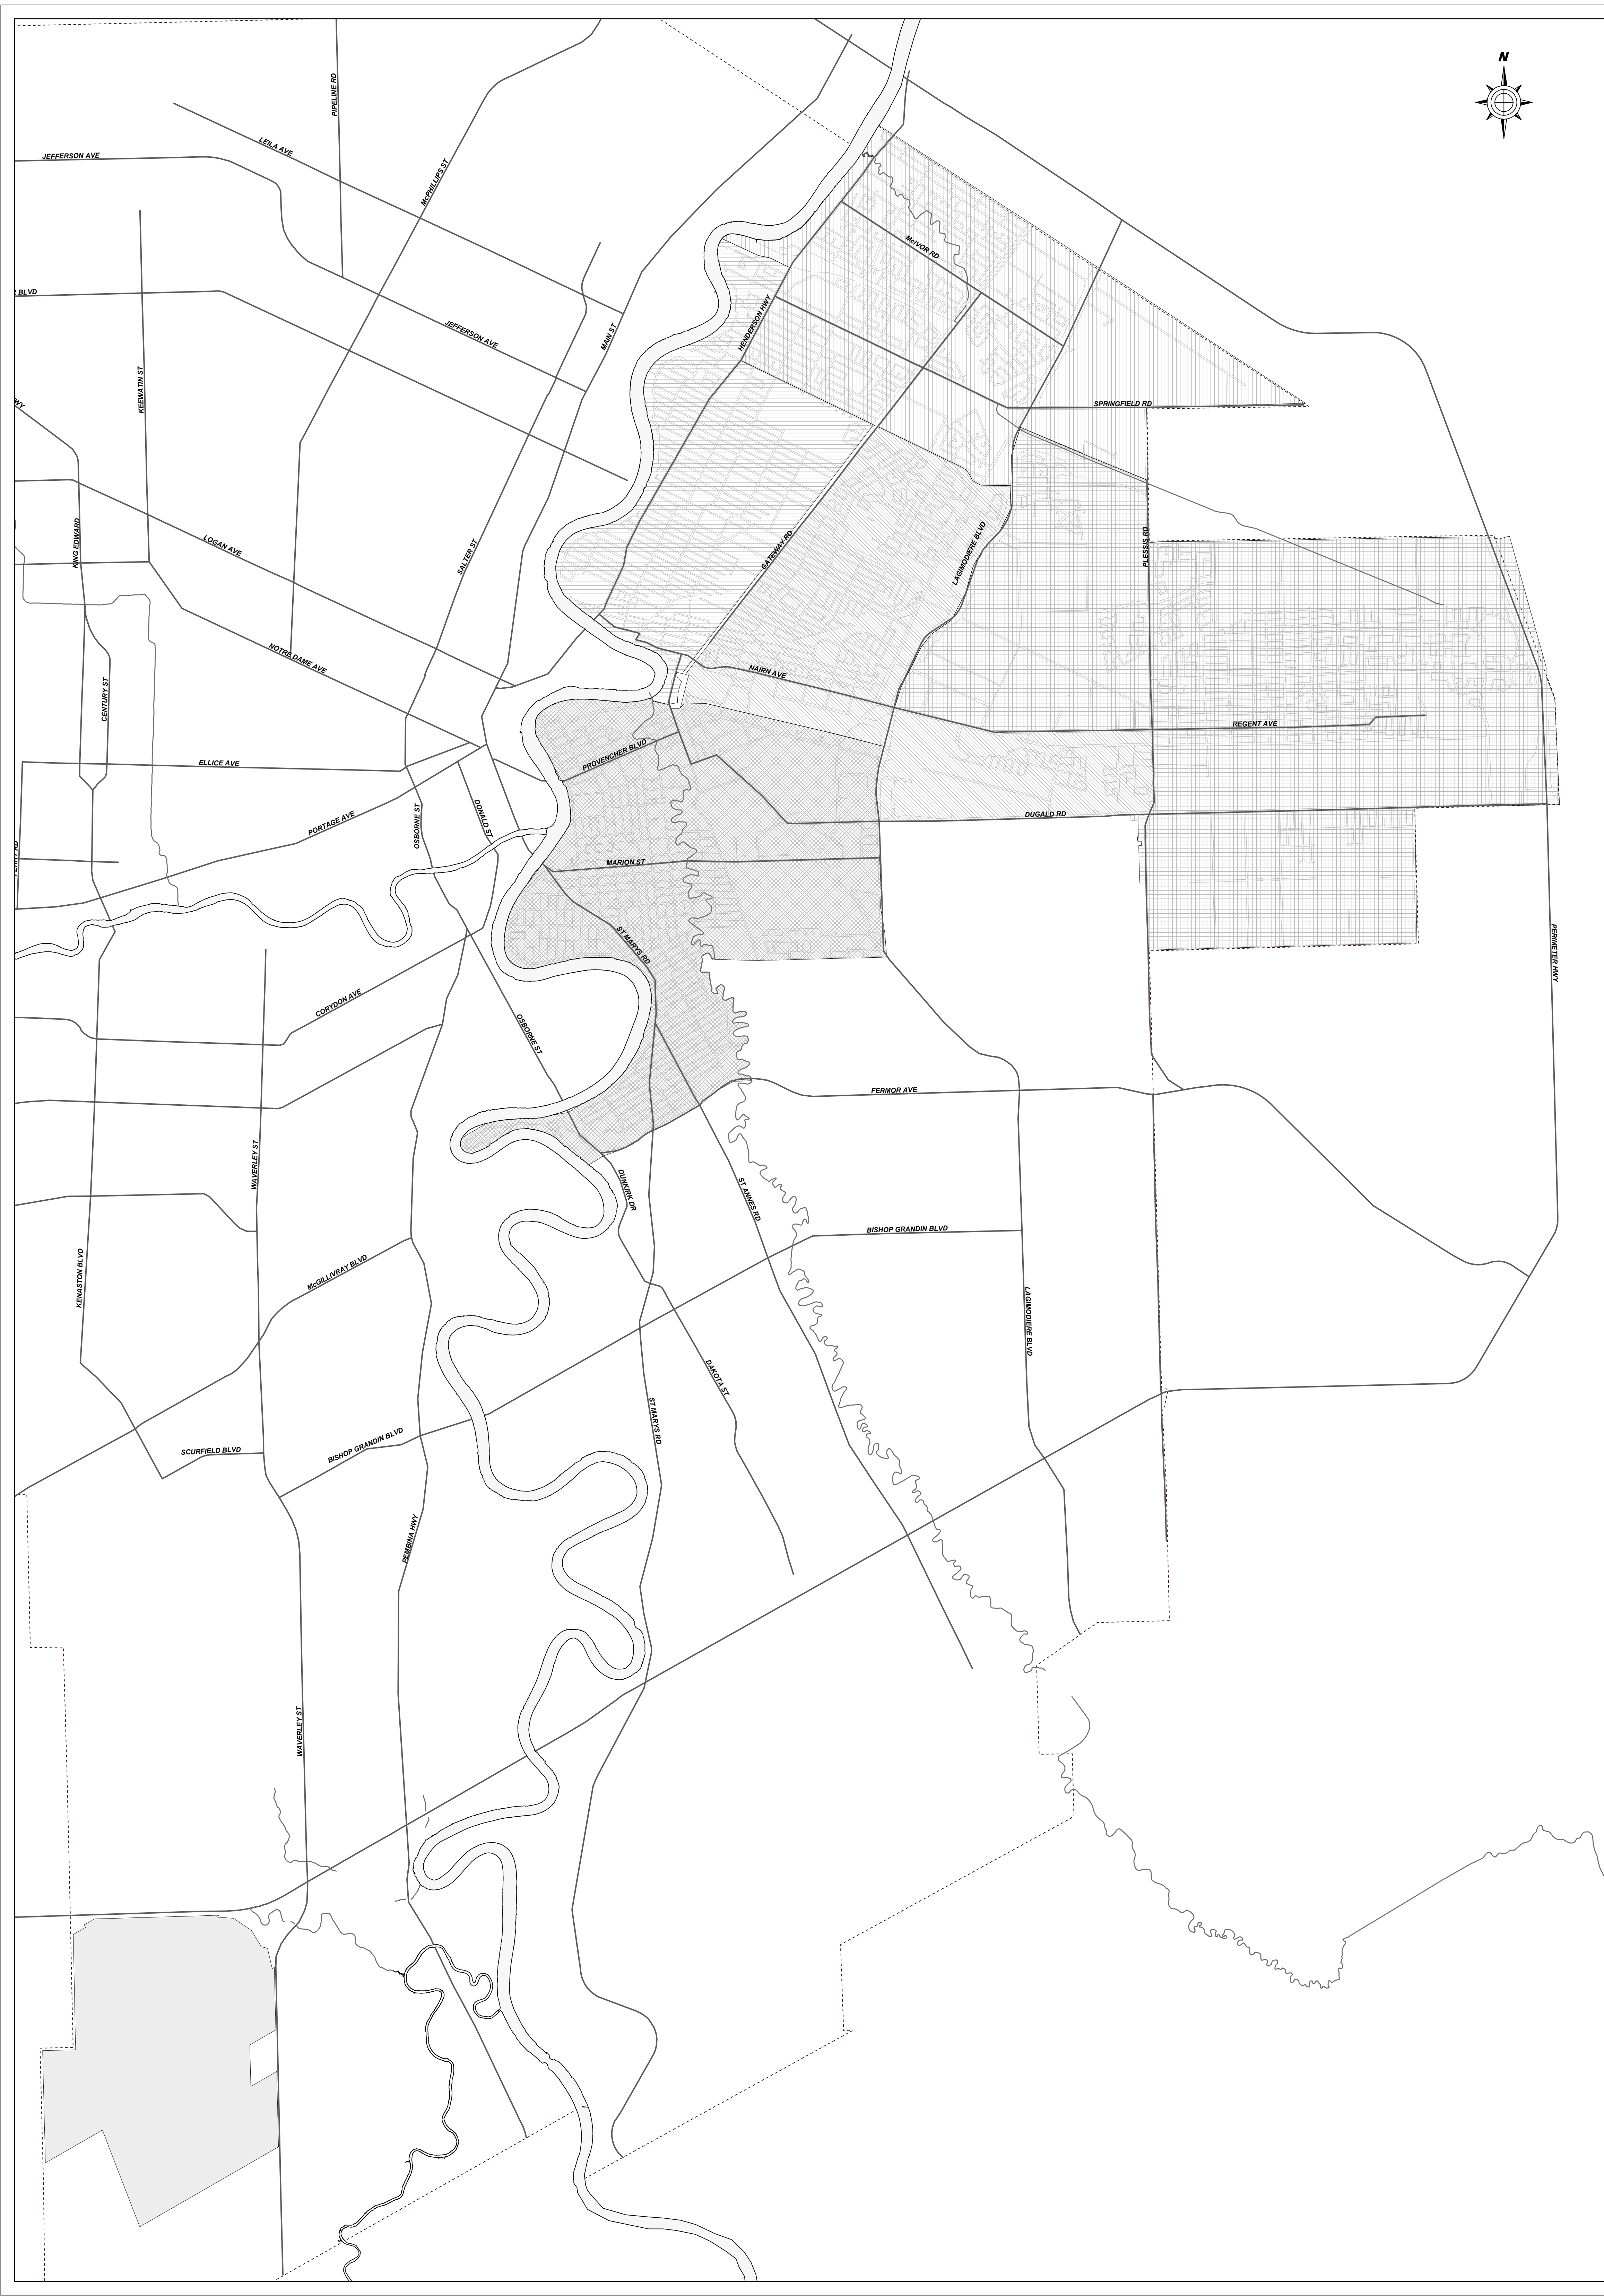 N
PIPELINE RD
LEILA AVE
JEFFERSON AVE
McPHILLIPS ST
McIVOR RD
BLVD
HENDERSON HWY
MAIN ST
JEFFERSON AVE
KEEWATIN ST
SPRINGFIELD RD
KING EDWARD
LOGAN AVE
SALTER ST
GATEWAY RD
LAGIMODIERE BLVD
PLESSIS RD
NOTRE DAME AVE
NAIRN AVE
CENTURY ST
REGENT AVE
PROVENCHER BLVD
ELLICE AVE
DONALD ST
OSBORNE ST
PORTAGE AVE
DUGALD RD
MARION ST
ST MARYS RD
PERIMETER HWY
CORYDON AVE
OSBORNE ST
FERMOR AVE
WAVERLEY ST
DUNKIRK DR
ST ANNES RD
BISHOP GRANDIN BLVD
KENASTON BLVD
McGILLIVRAY BLVD
LAGIMODIERE BLVD
DAKOTA ST
ST MARYS RD
SCURFIELD BLVD
BISHOP GRANDIN BLVD
PEMBINA HWY
WAVERLEY ST